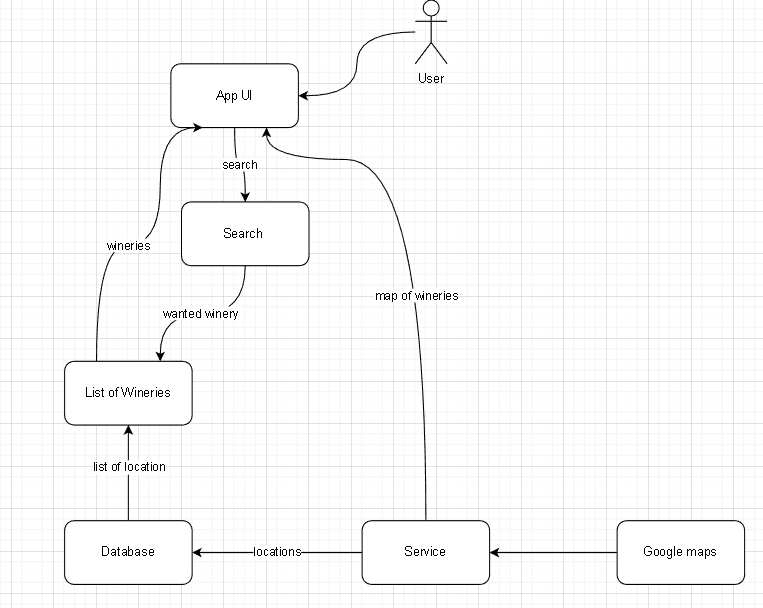 User
App UI
search
Search
wineries
map of wineries
wanted winery
List of Wineries
list of location
Database
locations
Service
Google maps